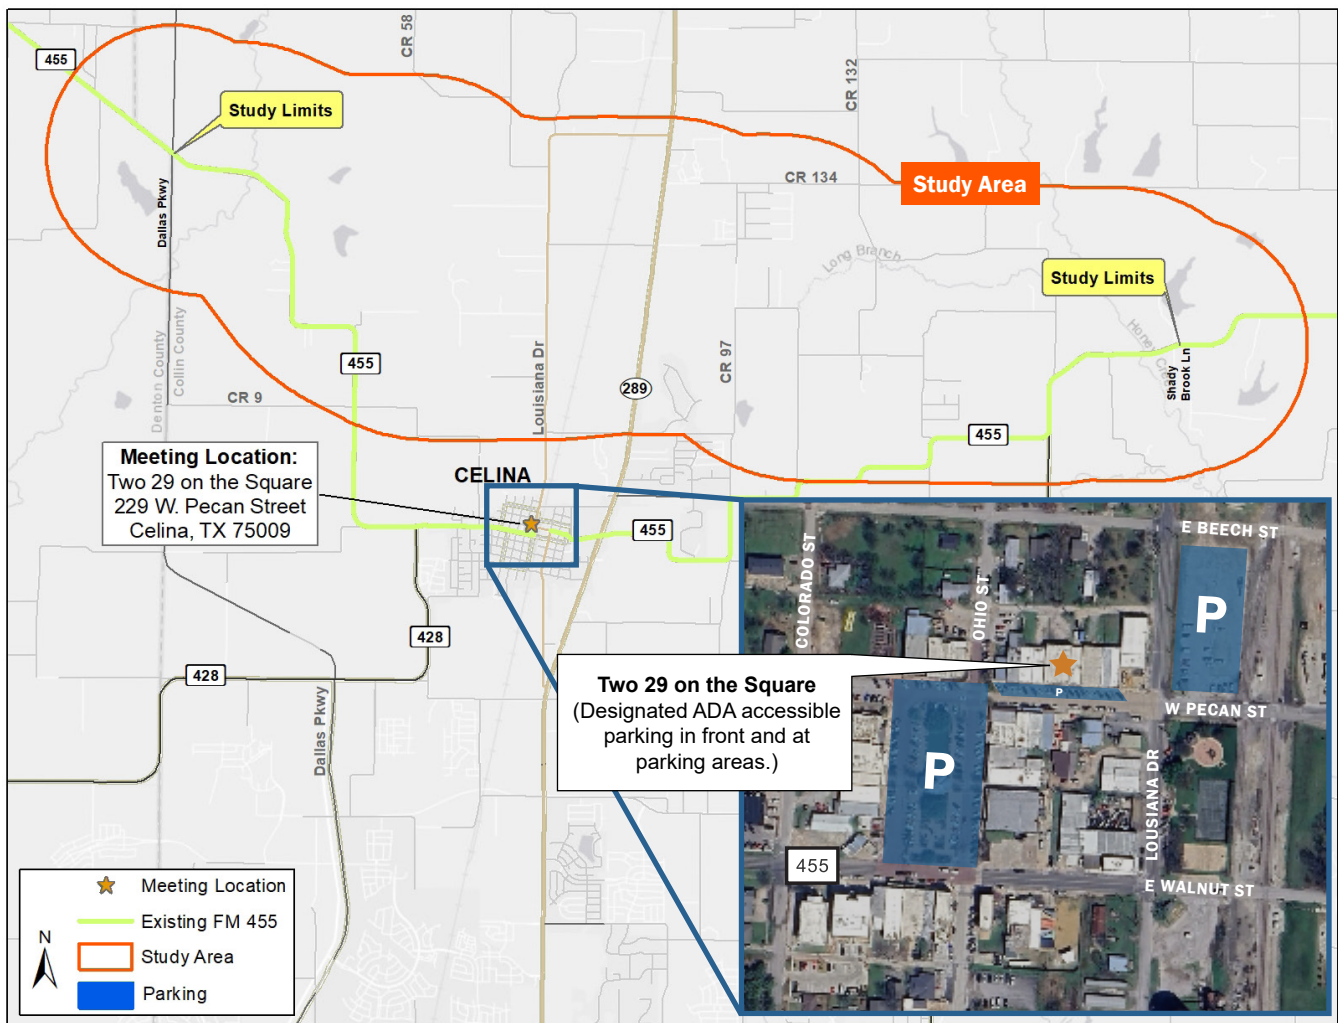 CR 58
455
CR 132
Study Limits
CR 134
Study Area
Dallas Pkwy
Long Branch
Study Limits
Denton County
Collin County
455
Louisiana Dr
CR 97
289
Shady
Brook Ln
CR 9
455
CELINA
Meeting Location:
Two 29 on the Square
229 W. Pecan Street
Celina, TX 75009
455
428
428
Dallas Pkwy
E BEECH ST
COLORADO ST
OHIO ST
P
Two 29 on the Square
(Designated ADA accessible
parking in front and at
parking areas.)
P
W PECAN ST
P
LOUSIANA DR
455
E WALNUT ST
N
Meeting Location
Existing FM 455
Study Area
Parking